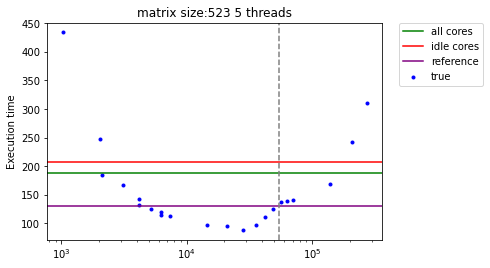 matrix size:523 5 threads
450
400
350
300
250
200
150
100
Execution time
10³
10⁴
10⁵
all cores
idle cores
reference
true